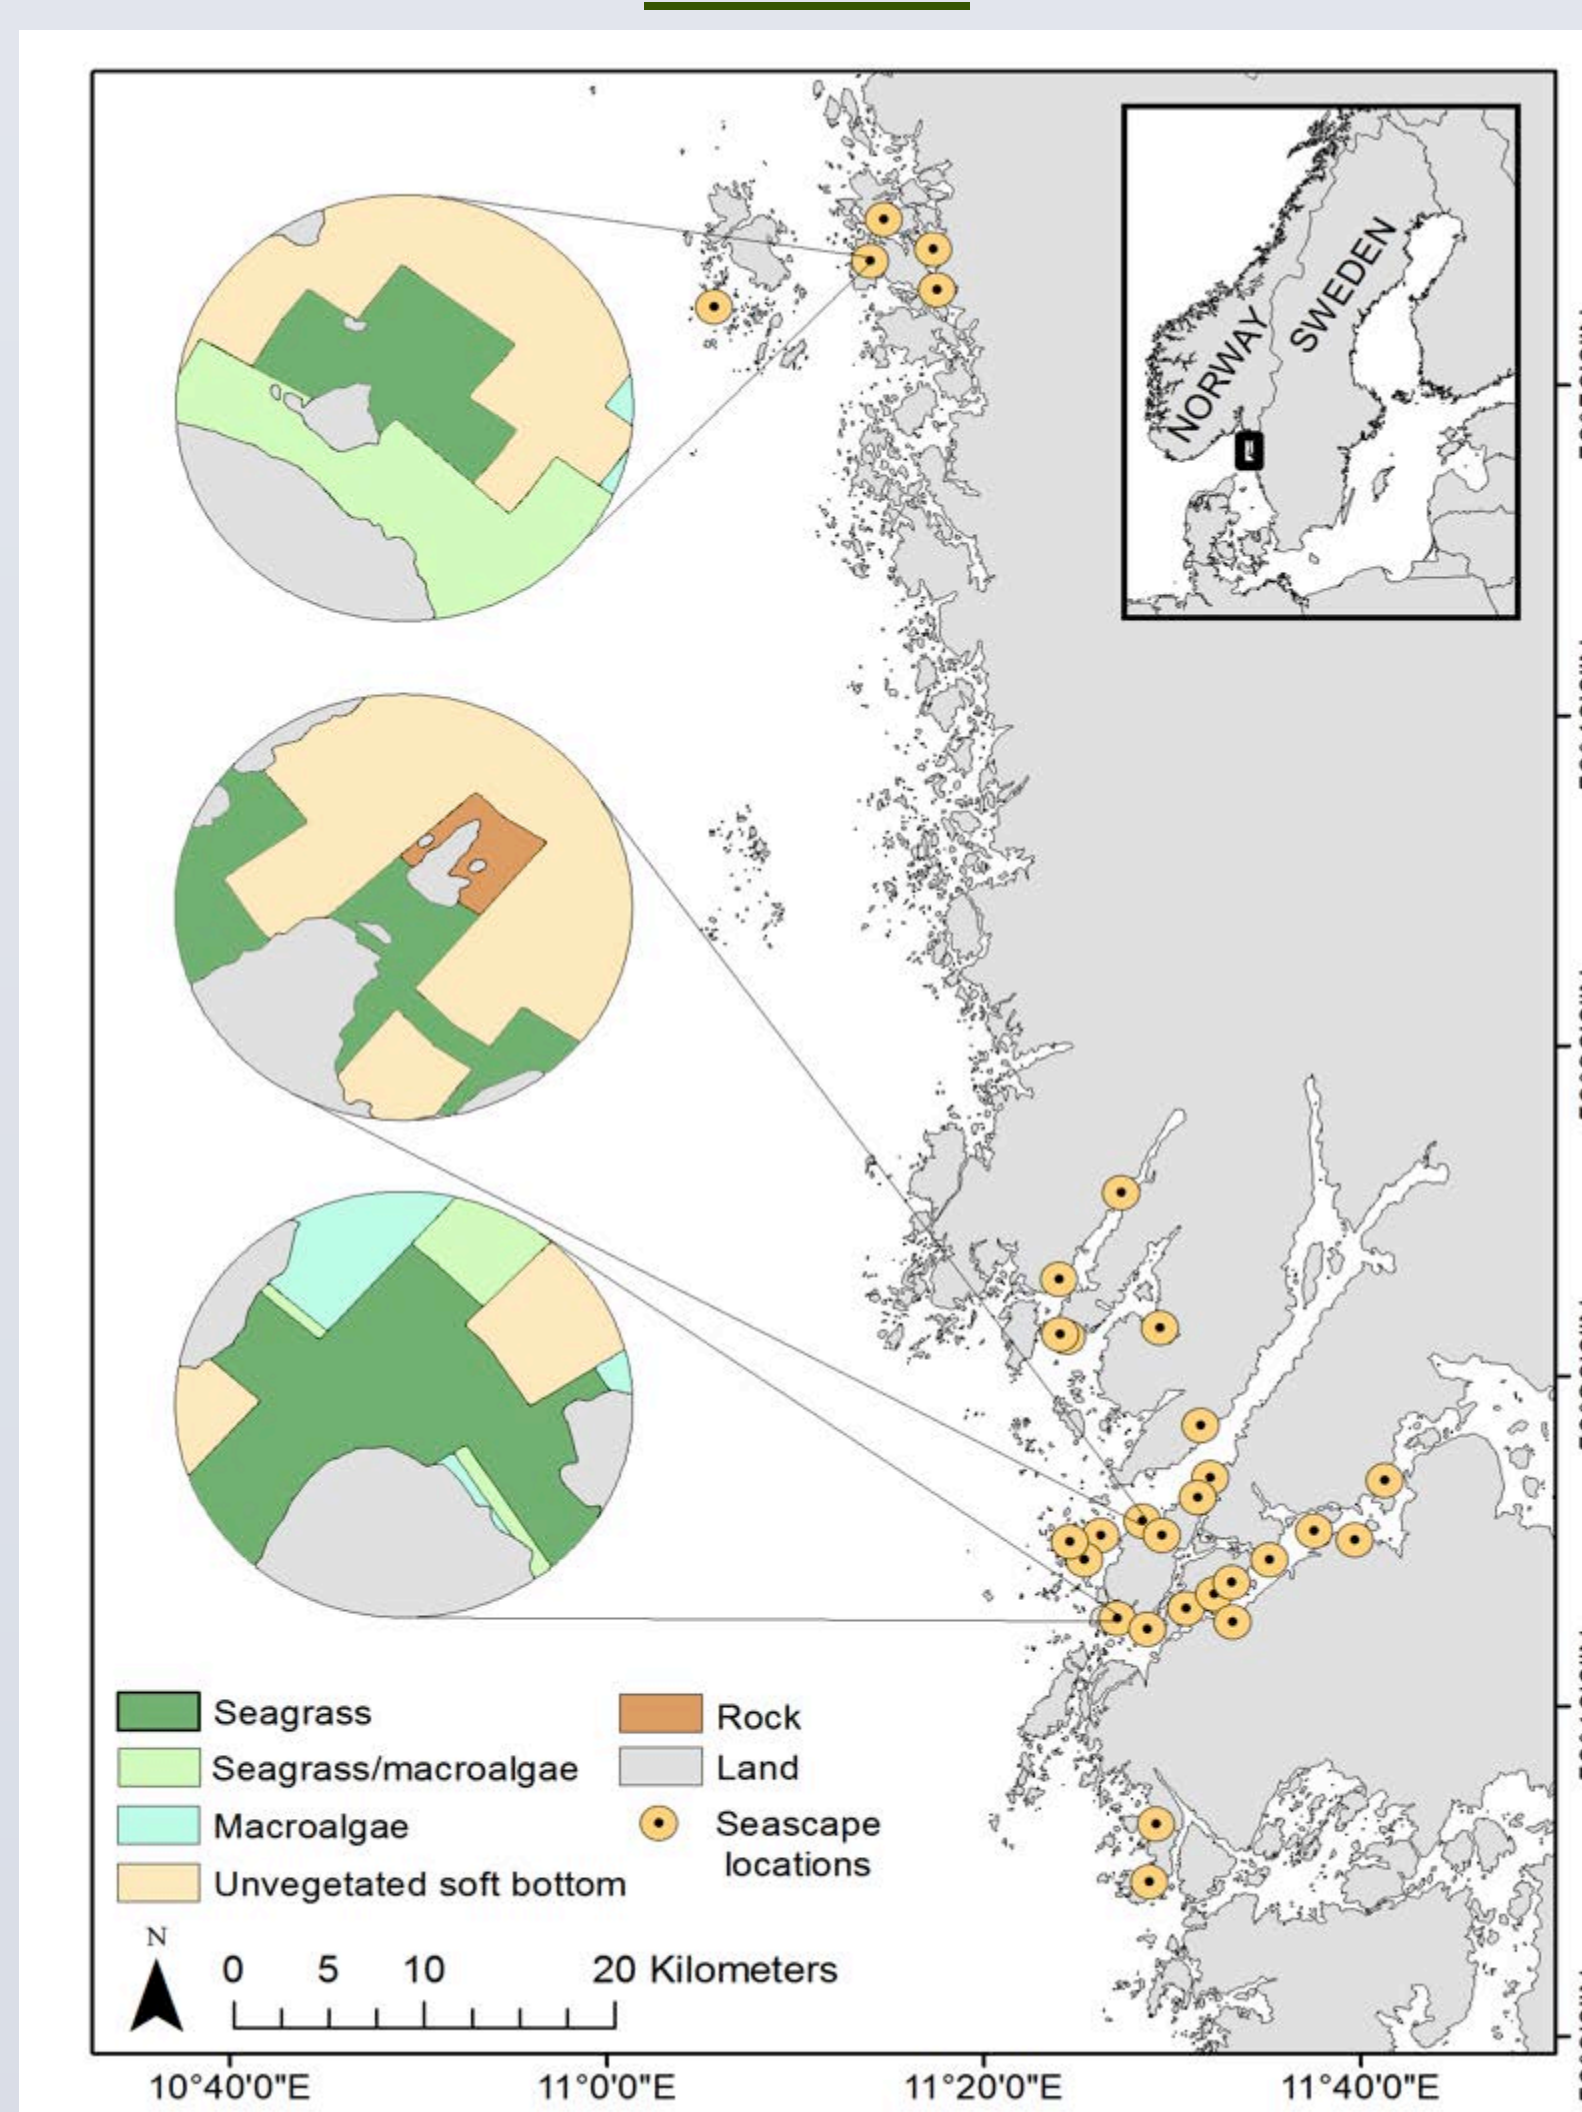 NORWAY
SWEDEN
Seagrass
Seagrass/macroalgae
Macroalgae
Unvegetated soft bottom
Rock
Land
Seascape
locations
N
0 5 10 20 Kilometers
10°40'0"E 11°0'0"E 11°20'0"E 11°40'0"E